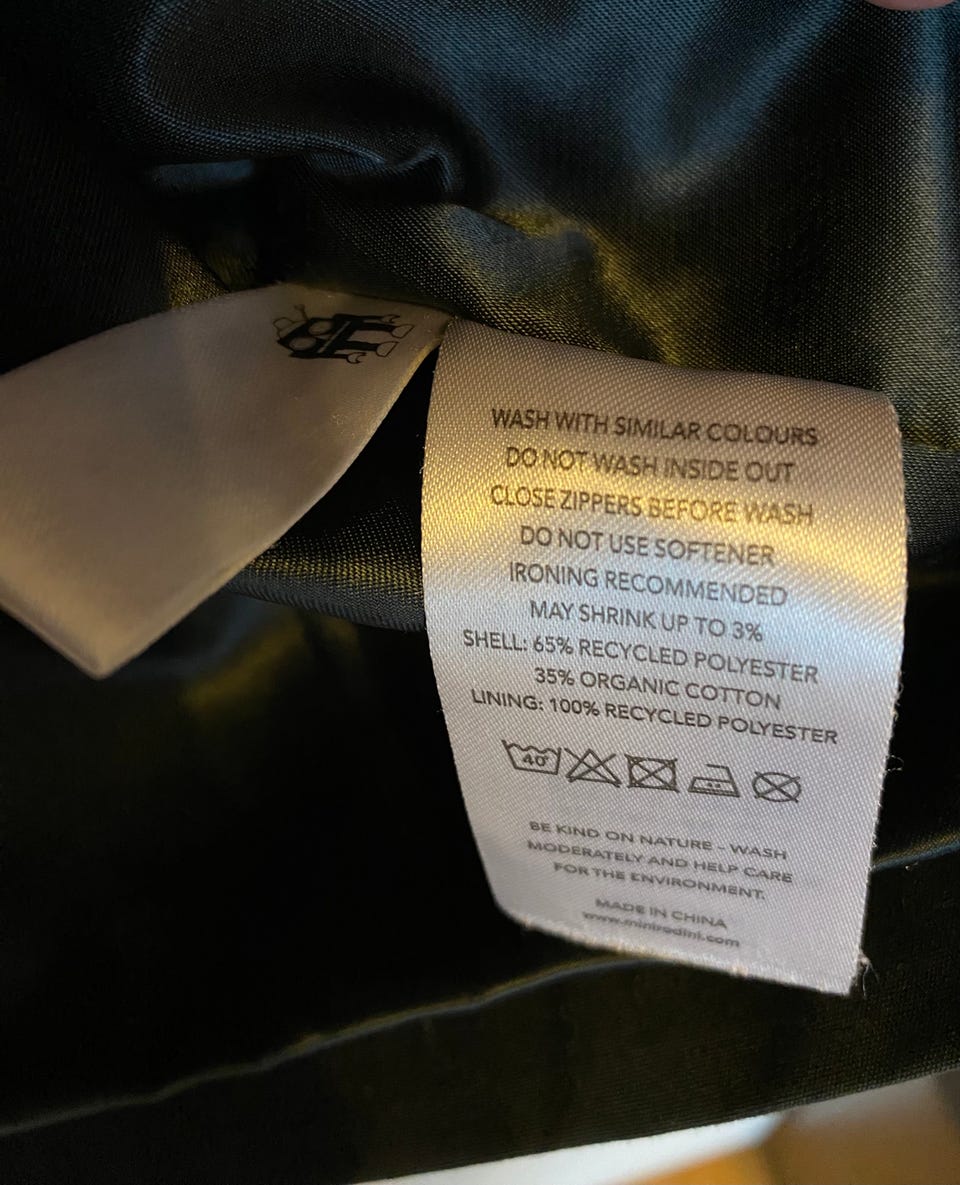 WASH WITH SIMILAR COLOURS
DO NOT WASH INSIDE OUT
CLOSE ZIPPERS BEFORE WASH
DO NOT USE SOFTENER
IRONING RECOMMENDED
MAY SHRINK UP TO 3%
SHELL: 65% RECYCLED POLYESTER
35% ORGANIC COTTON
LINING: 100% RECYCLED POLYESTER
40°
BE KIND ON NATURE - WASH
MODERATELY AND HELP CARE
FOR THE ENVIRONMENT.
MADE IN CHINA
www.minirodini.com